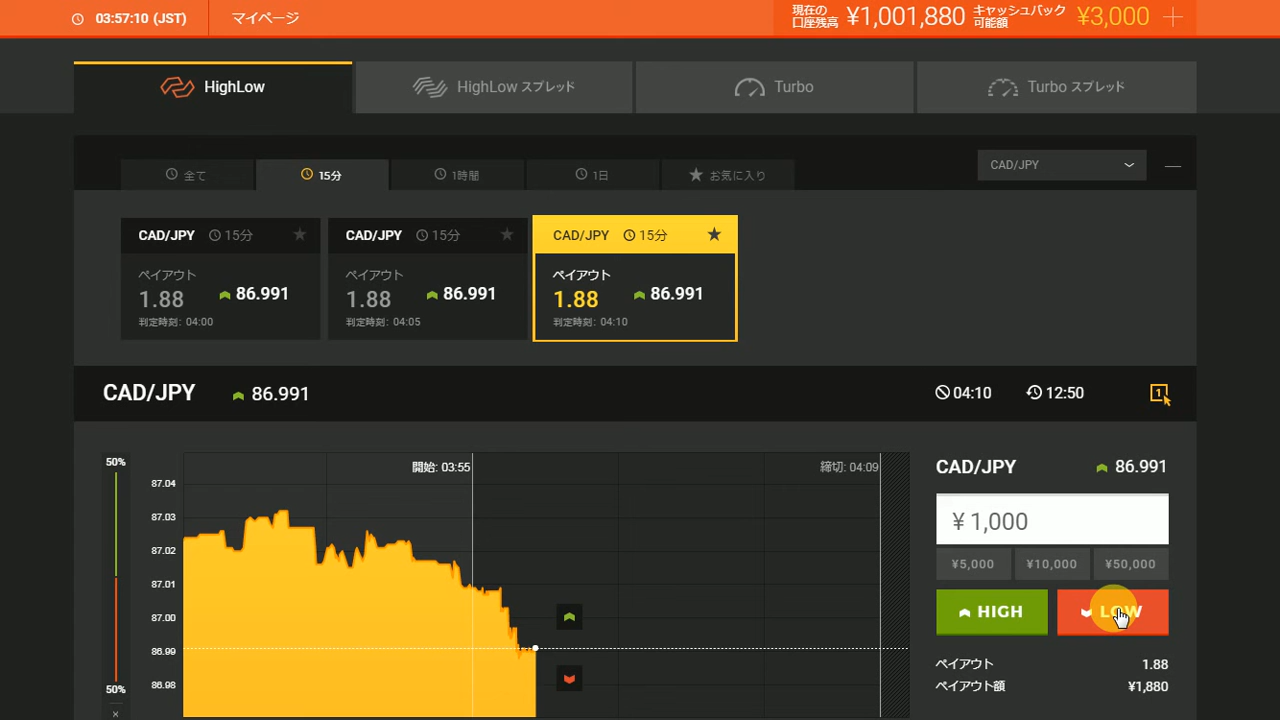 03:57:10 (JST) マイページ 現在の口座残高 ¥1,001,880 キャッシュバック可能額 ¥3,000
HighLow HighLow スプレッド Turbo Turbo スプレッド
全て 15分 1時間 1日 お気に入り CAD/JPY
CAD/JPY 15分 CAD/JPY 15分 CAD/JPY 15分
ペイアウト ペイアウト ペイアウト
1.88 86.991 1.88 86.991 1.88 86.991
判定時刻: 04:00 判定時刻: 04:05 判定時刻: 04:10
CAD/JPY 86.991 04:10 12:50 1
50% 開始: 03:55 締切: 04:09 CAD/JPY 86.991
87.04
87.03 ¥ 1,000
87.02
87.01 ¥5,000 ¥10,000 ¥50,000
87.00 HIGH LOW
86.99 ペイアウト 1.88
86.98
50% ペイアウト額 ¥1,880